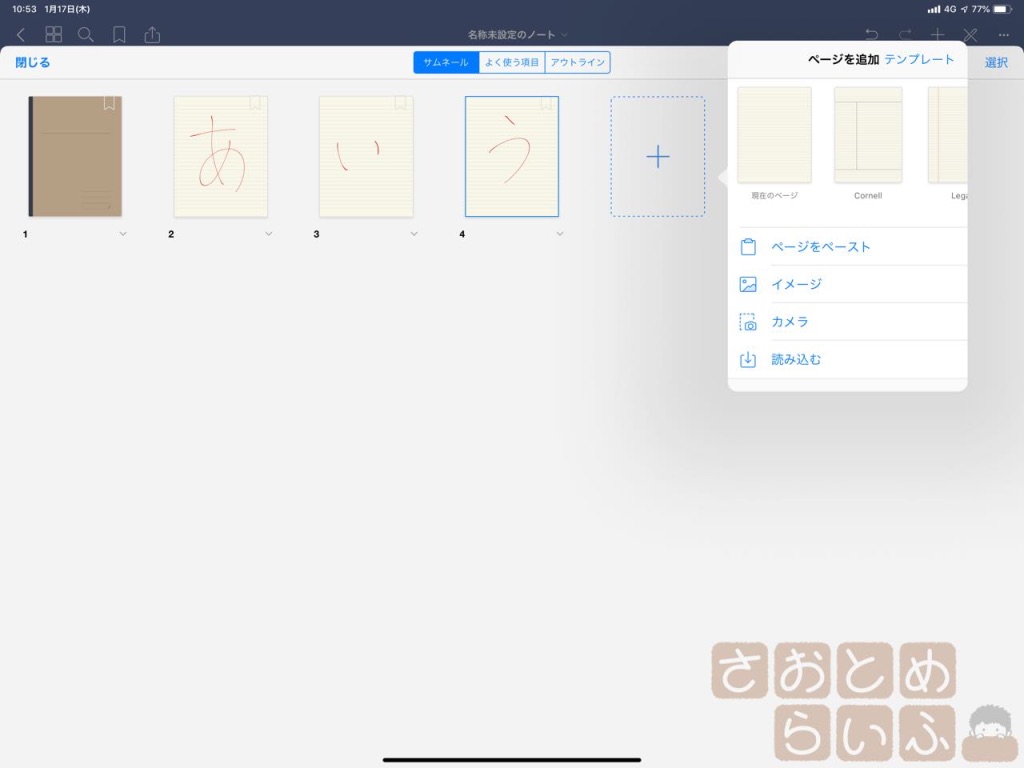 10:53 1月17日(木) 4G 77%
名称未設定のノート
閉じる サムネール よく使う項目 アウトライン 選択
ページを追加 テンプレート
あ い う
現在のページ Cornell Lega
1 2 3 4
ページをペースト
イメージ
カメラ
読み込む
さおとめ
らいふ